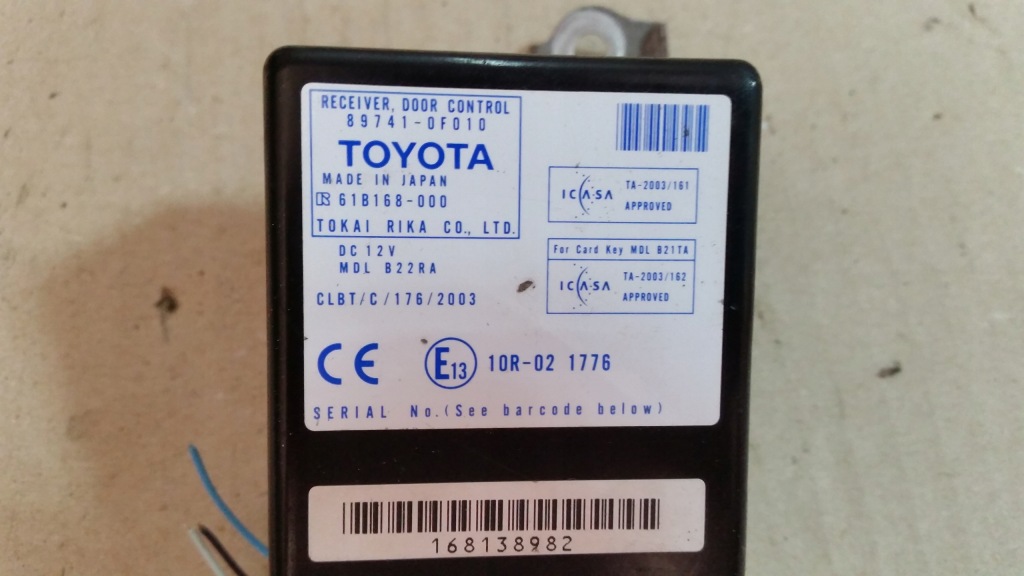 RECEIVER, DOOR CONTROL
89741-0F010
TOYOTA
MADE IN JAPAN
R 61B168-000
TOKAI RIKA CO., LTD.
DC 12V
MDL B22RA
CLBT/C/176/2003
ICASA TA-2003/161
APPROVED
For Card Key MDL B21TA
ICASA TA-2003/162
APPROVED
CE E13 10R-02 1776
SERIAL No.(See barcode below)
168138982